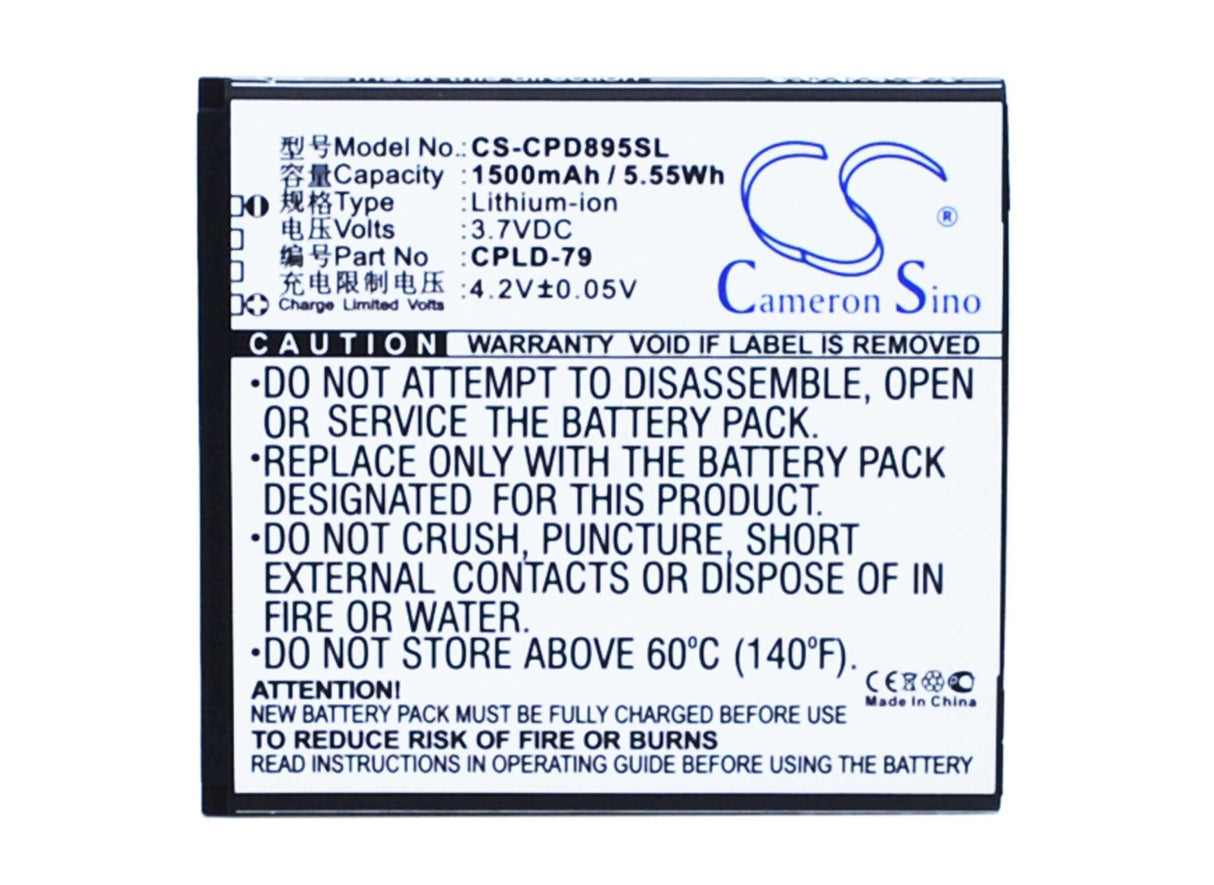 型号Model No.: CS-CPD895SL
容量Capacity : 1500mAh / 5.55Wh
规格Type : Lithium-ion
电压Volts : 3.7VDC
编号Part No : CPLD-79
充电限制电压 : 4.2V±0.05V
Charge Limited Volts
CS ®
Cameron Sino
CAUTION WARRANTY VOID IF LABEL IS REMOVED
•DO NOT ATTEMPT TO DISASSEMBLE, OPEN
OR SERVICE THE BATTERY PACK.
•REPLACE ONLY WITH THE BATTERY PACK
DESIGNATED FOR THIS PRODUCT.
•DO NOT CRUSH, PUNCTURE, SHORT
EXTERNAL CONTACTS OR DISPOSE OF IN
FIRE OR WATER.
•DO NOT STORE ABOVE 60°C (140°F).
CE
Made In China
ATTENTION!
NEW BATTERY PACK MUST BE FULLY CHARGED BEFORE USE
TO REDUCE RISK OF FIRE OR BURNS
READ INSTRUCTIONS IN OPERATING GUIDE BEFORE USING THE BATTERY